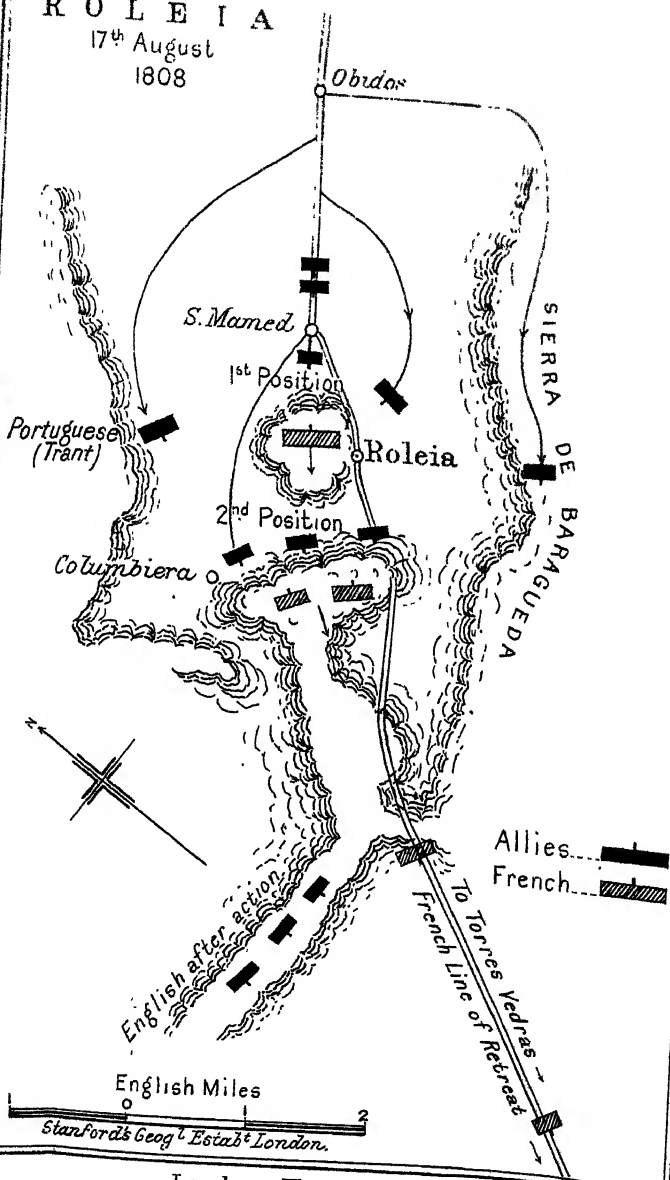 ROLEIA
17th August
1808
Obidos
S. Mamed
1st Position
SIERRA DE BARAGUEDA
Portuguese
(Trant)
Roleia
2nd Position
Columbiera
N
Allies
French
English after action
To Torres Vedras
French Line of Retreat
English Miles
0 2
Stanford's Geogl Estabt London.